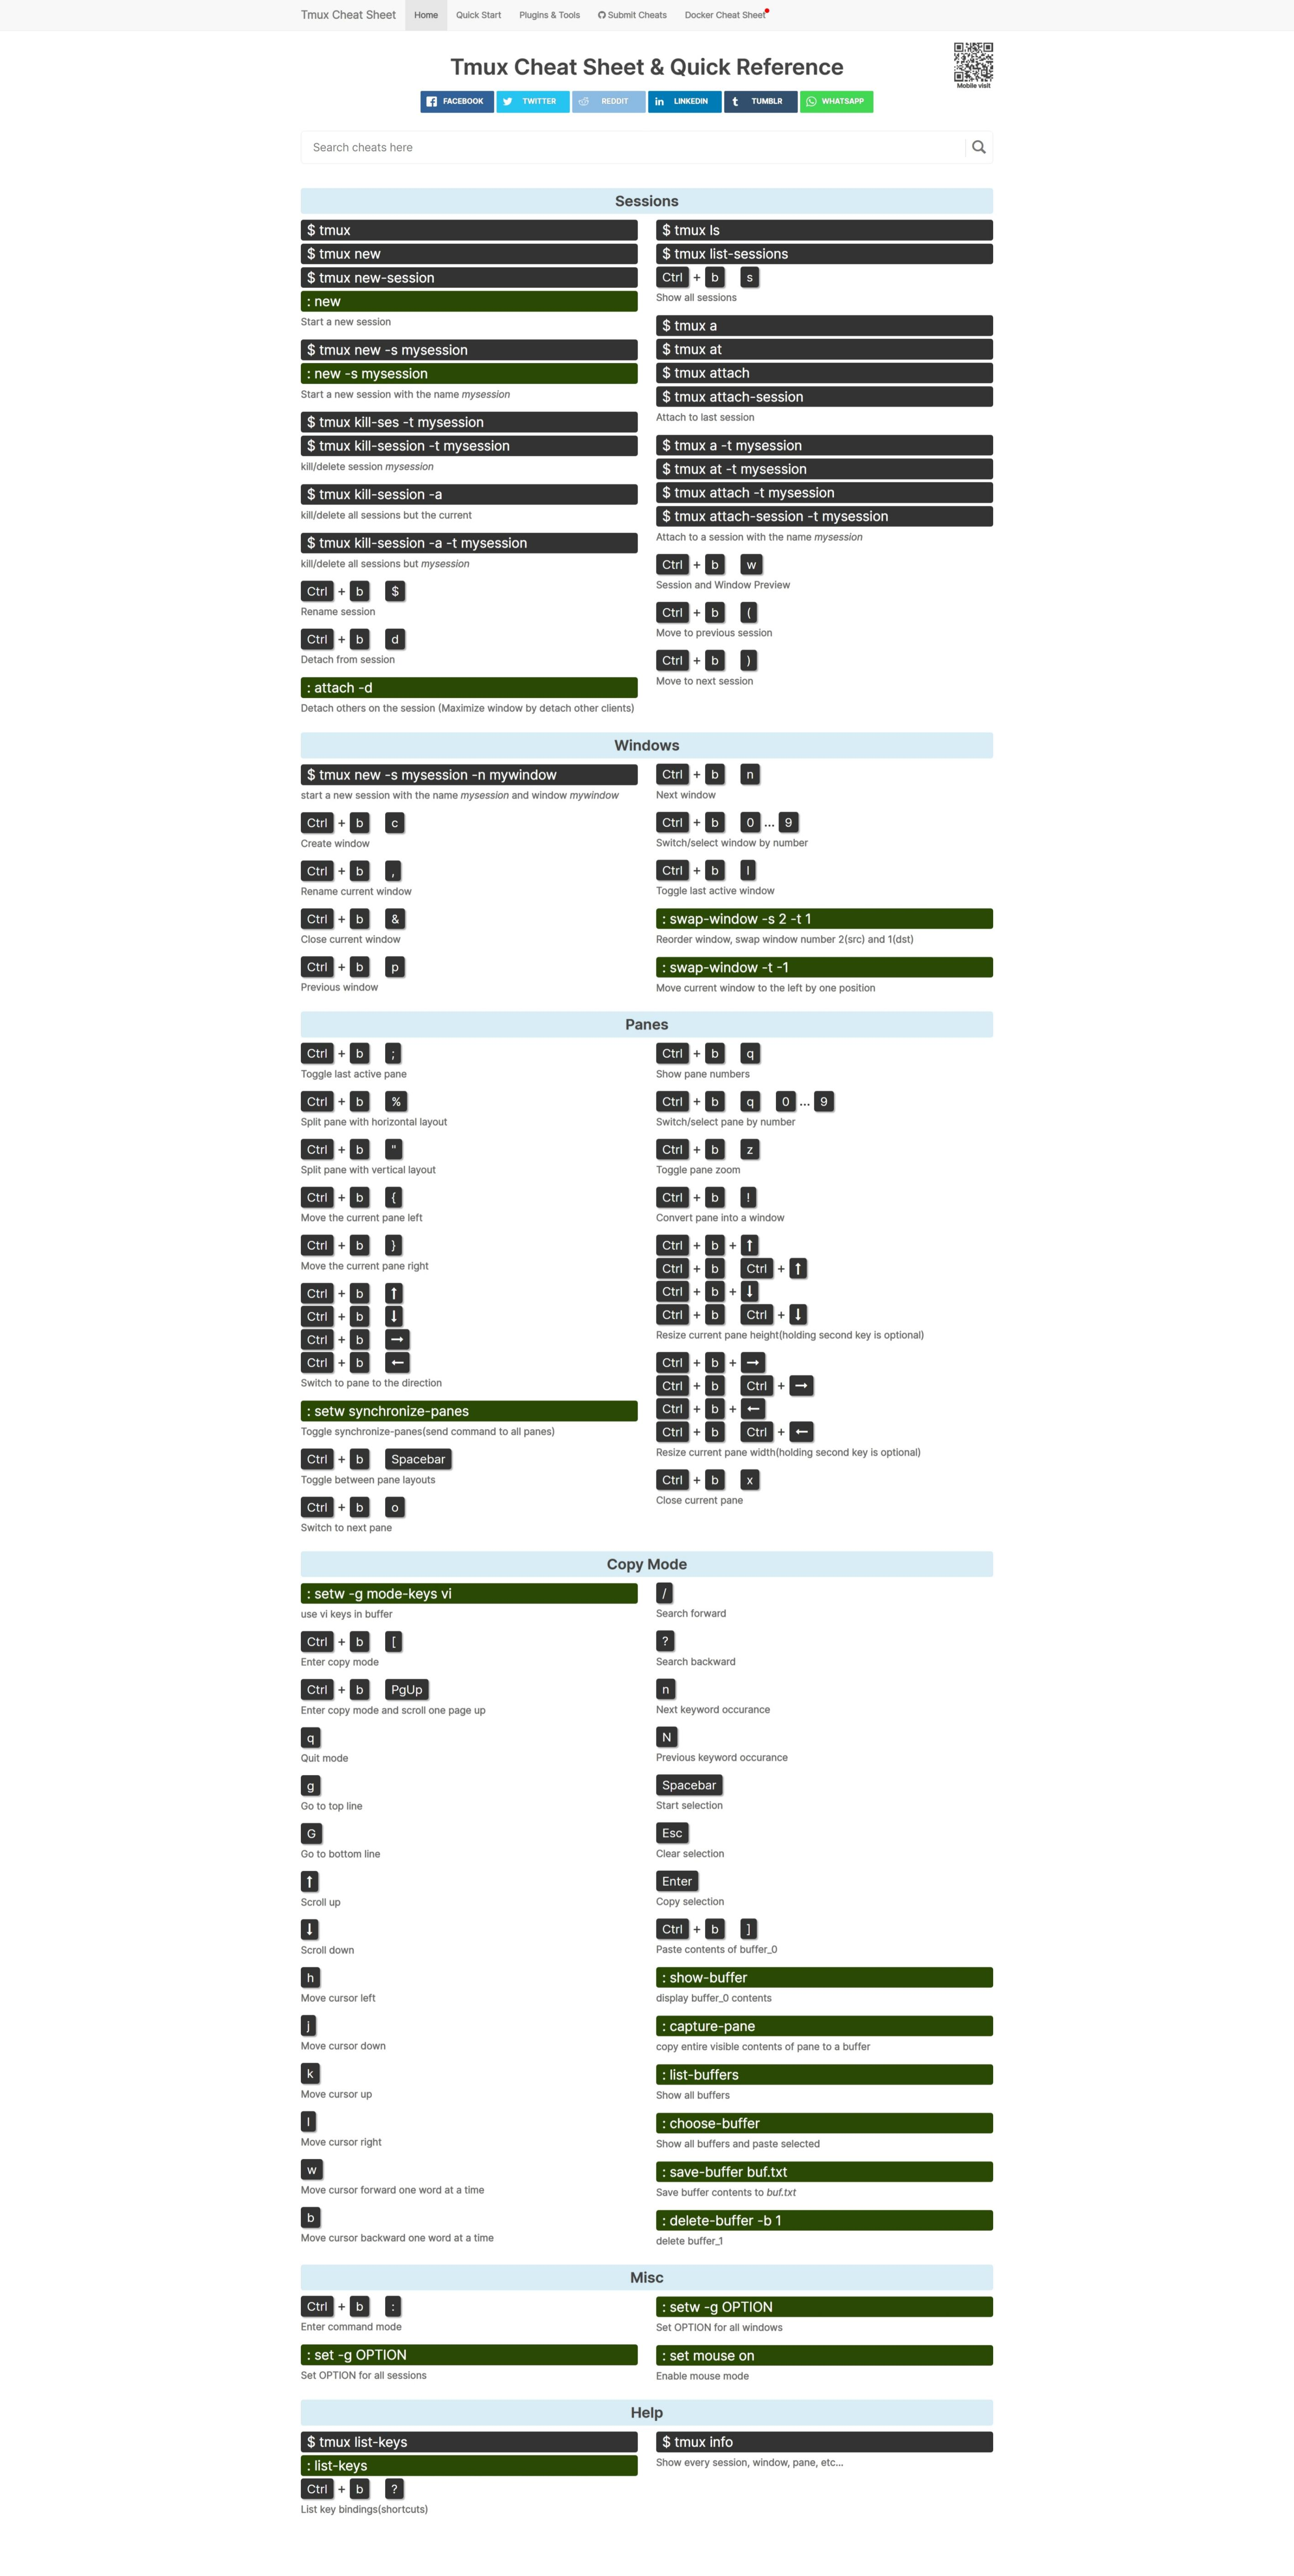 Tmux Cheat Sheet Home Quick Start Plugins & Tools Submit Cheats Docker Cheat Sheet
Tmux Cheat Sheet & Quick Reference
Mobile visit
FACEBOOK TWITTER REDDIT LINKEDIN TUMBLR WHATSAPP
Search cheats here
Sessions
$ tmux
$ tmux new
$ tmux new-session
: new
Start a new session
$ tmux new -s mysession
: new -s mysession
Start a new session with the name mysession
$ tmux kill-ses -t mysession
$ tmux kill-session -t mysession
kill/delete session mysession
$ tmux kill-session -a
kill/delete all sessions but the current
$ tmux kill-session -a -t mysession
kill/delete all sessions but mysession
Ctrl + b $
Rename session
Ctrl + b d
Detach from session
: attach -d
Detach others on the session (Maximize window by detach other clients)
$ tmux ls
$ tmux list-sessions
Ctrl + b s
Show all sessions
$ tmux a
$ tmux at
$ tmux attach
$ tmux attach-session
Attach to last session
$ tmux a -t mysession
$ tmux at -t mysession
$ tmux attach -t mysession
$ tmux attach-session -t mysession
Attach to a session with the name mysession
Ctrl + b w
Session and Window Preview
Ctrl + b (
Move to previous session
Ctrl + b )
Move to next session
Windows
$ tmux new -s mysession -n mywindow
start a new session with the name mysession and window mywindow
Ctrl + b c
Create window
Ctrl + b ,
Rename current window
Ctrl + b &
Close current window
Ctrl + b p
Previous window
Ctrl + b n
Next window
Ctrl + b 0 ... 9
Switch/select window by number
Ctrl + b l
Toggle last active window
: swap-window -s 2 -t 1
Reorder window, swap window number 2(src) and 1(dst)
: swap-window -t -1
Move current window to the left by one position
Panes
Ctrl + b ;
Toggle last active pane
Ctrl + b %
Split pane with horizontal layout
Ctrl + b "
Split pane with vertical layout
Ctrl + b {
Move the current pane left
Ctrl + b }
Move the current pane right
Ctrl + b ↑
Ctrl + b ↓
Ctrl + b →
Ctrl + b ←
Switch to pane to the direction
: setw synchronize-panes
Toggle synchronize-panes(send command to all panes)
Ctrl + b Spacebar
Toggle between pane layouts
Ctrl + b o
Switch to next pane
Ctrl + b q
Show pane numbers
Ctrl + b q 0 ... 9
Switch/select pane by number
Ctrl + b z
Toggle pane zoom
Ctrl + b !
Convert pane into a window
Ctrl + b + ↑
Ctrl + b Ctrl + ↑
Ctrl + b + ↓
Ctrl + b Ctrl + ↓
Resize current pane height(holding second key is optional)
Ctrl + b + →
Ctrl + b Ctrl + →
Ctrl + b + ←
Ctrl + b Ctrl + ←
Resize current pane width(holding second key is optional)
Ctrl + b x
Close current pane
Copy Mode
: setw -g mode-keys vi
use vi keys in buffer
Ctrl + b [
Enter copy mode
Ctrl + b PgUp
Enter copy mode and scroll one page up
q
Quit mode
g
Go to top line
G
Go to bottom line
↑
Scroll up
↓
Scroll down
h
Move cursor left
j
Move cursor down
k
Move cursor up
l
Move cursor right
w
Move cursor forward one word at a time
b
Move cursor backward one word at a time
/
Search forward
?
Search backward
n
Next keyword occurance
N
Previous keyword occurance
Spacebar
Start selection
Esc
Clear selection
Enter
Copy selection
Ctrl + b ]
Paste contents of buffer_0
: show-buffer
display buffer_0 contents
: capture-pane
copy entire visible contents of pane to a buffer
: list-buffers
Show all buffers
: choose-buffer
Show all buffers and paste selected
: save-buffer buf.txt
Save buffer contents to buf.txt
: delete-buffer -b 1
delete buffer_1
Misc
Ctrl + b :
Enter command mode
: set -g OPTION
Set OPTION for all sessions
: setw -g OPTION
Set OPTION for all windows
: set mouse on
Enable mouse mode
Help
$ tmux list-keys
: list-keys
Ctrl + b ?
List key bindings(shortcuts)
$ tmux info
Show every session, window, pane, etc...